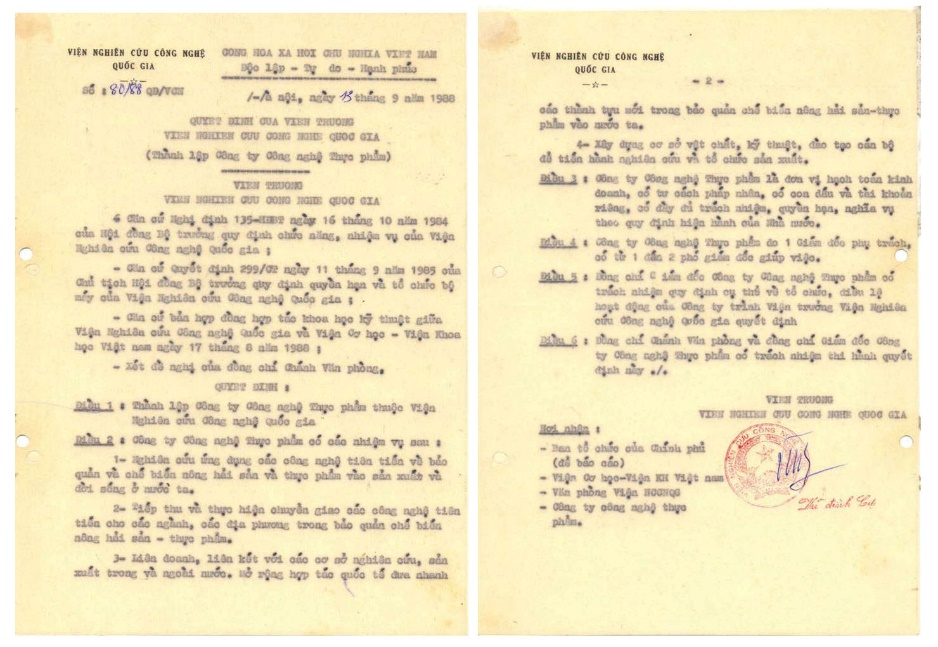 VIỆN NGHIÊN CỨU CÔNG NGHỆ
QUỐC GIA
Số : 80/88 QĐ/VCN
CONG HOA XA HOI CHU NGHIA VIET NAM
Độc lập - Tự do - Hạnh phúc
Hà nội, ngày 13 tháng 9 năm 1988
QUYET DINH CUA VIEN TRUONG
VIEN NGHIEN CUU CONG NGHE QUOC GIA
(Thành lập Công ty Công nghệ Thực phẩm)
VIEN TRUONG
VIEN NGHIEN CUU CONG NGHE QUOC GIA
Căn cứ Nghị định 135-HĐBT ngày 16 tháng 10 năm 1984
của Hội đồng Bộ trưởng quy định chức năng, nhiệm vụ của Viện
Nghiên cứu Công nghệ Quốc gia ;
- Căn cứ Quyết định 299/CT ngày 11 tháng 9 năm 1985 của
Chủ tịch Hội đồng Bộ trưởng quy định quyền hạn và tổ chức bộ
máy của Viện Nghiên cứu Công nghệ Quốc gia ;
- Căn cứ bản hợp đồng hợp tác khoa học kỹ thuật giữa
Viện Nghiên cứu Công nghệ Quốc gia và Viện Cơ học - Viện Khoa
học Việt nam ngày 17 tháng 8 năm 1988 ;
- Xét đề nghị của đồng chí Chánh Văn phòng.
QUYET DINH :
Điều 1 : Thành lập Công ty Công nghệ Thực phẩm thuộc Viện
Nghiên cứu Công nghệ Quốc gia
Điều 2 : Công ty Công nghệ Thực phẩm có các nhiệm vụ sau :
1- Nghiên cứu ứng dụng các công nghệ tiên tiến về bảo
quản và chế biến nông hải sản và thực phẩm vào sản xuất và
đời sống ở nước ta.
2- Tiếp thu và thực hiện chuyển giao các công nghệ tiên
tiến cho các ngành, các địa phương trong bảo quản chế biến
nông hải sản - thực phẩm.
3- Liên doanh, liên kết với các cơ sở nghiên cứu, sản
xuất trong và ngoài nước. Mở rộng hợp tác quốc tế đưa nhanh
VIỆN NGHIÊN CỨU CÔNG NGHỆ
QUỐC GIA
- 2 -
các thành tựu mới trong bảo quản chế biến nông hải sản-thực
phẩm vào nước ta.
4- Xây dựng cơ sở vật chất, kỹ thuật, đào tạo cán bộ
để tiến hành nghiên cứu và tổ chức sản xuất.
Điều 3 : Công ty Công nghệ Thực phẩm là đơn vị hạch toán kinh
doanh, có tư cách pháp nhân, có con dấu và tài khoản
riêng, có đầy đủ trách nhiệm, quyền hạn, nghĩa vụ
theo quy định hiện hành của Nhà nước.
Điều 4 : Công ty Công nghệ Thực phẩm do 1 Giám đốc phụ trách,
có từ 1 đến 2 phó giám đốc giúp việc.
Điều 5 : Đồng chí Giám đốc Công ty Công nghệ Thực phẩm có
trách nhiệm quy định cụ thể về tổ chức, điều lệ
hoạt động của Công ty trình Viện trưởng Viện Nghiên
cứu Công nghệ Quốc gia quyết định
Điều 6 : Đồng chí Chánh Văn phòng và đồng chí Giám đốc Công
ty Công nghệ Thực phẩm có trách nhiệm thi hành quyết
định này ./.
VIEN TRUONG
VIEN NGHIEN CUU CONG NGHE QUOC GIA
Nơi nhận :
- Ban tổ chức của Chính phủ
(để báo cáo)
- Viện Cơ học-Viện KH Việt nam
- Văn phòng Viện NCCNQG
- Công ty công nghệ thực
phẩm.